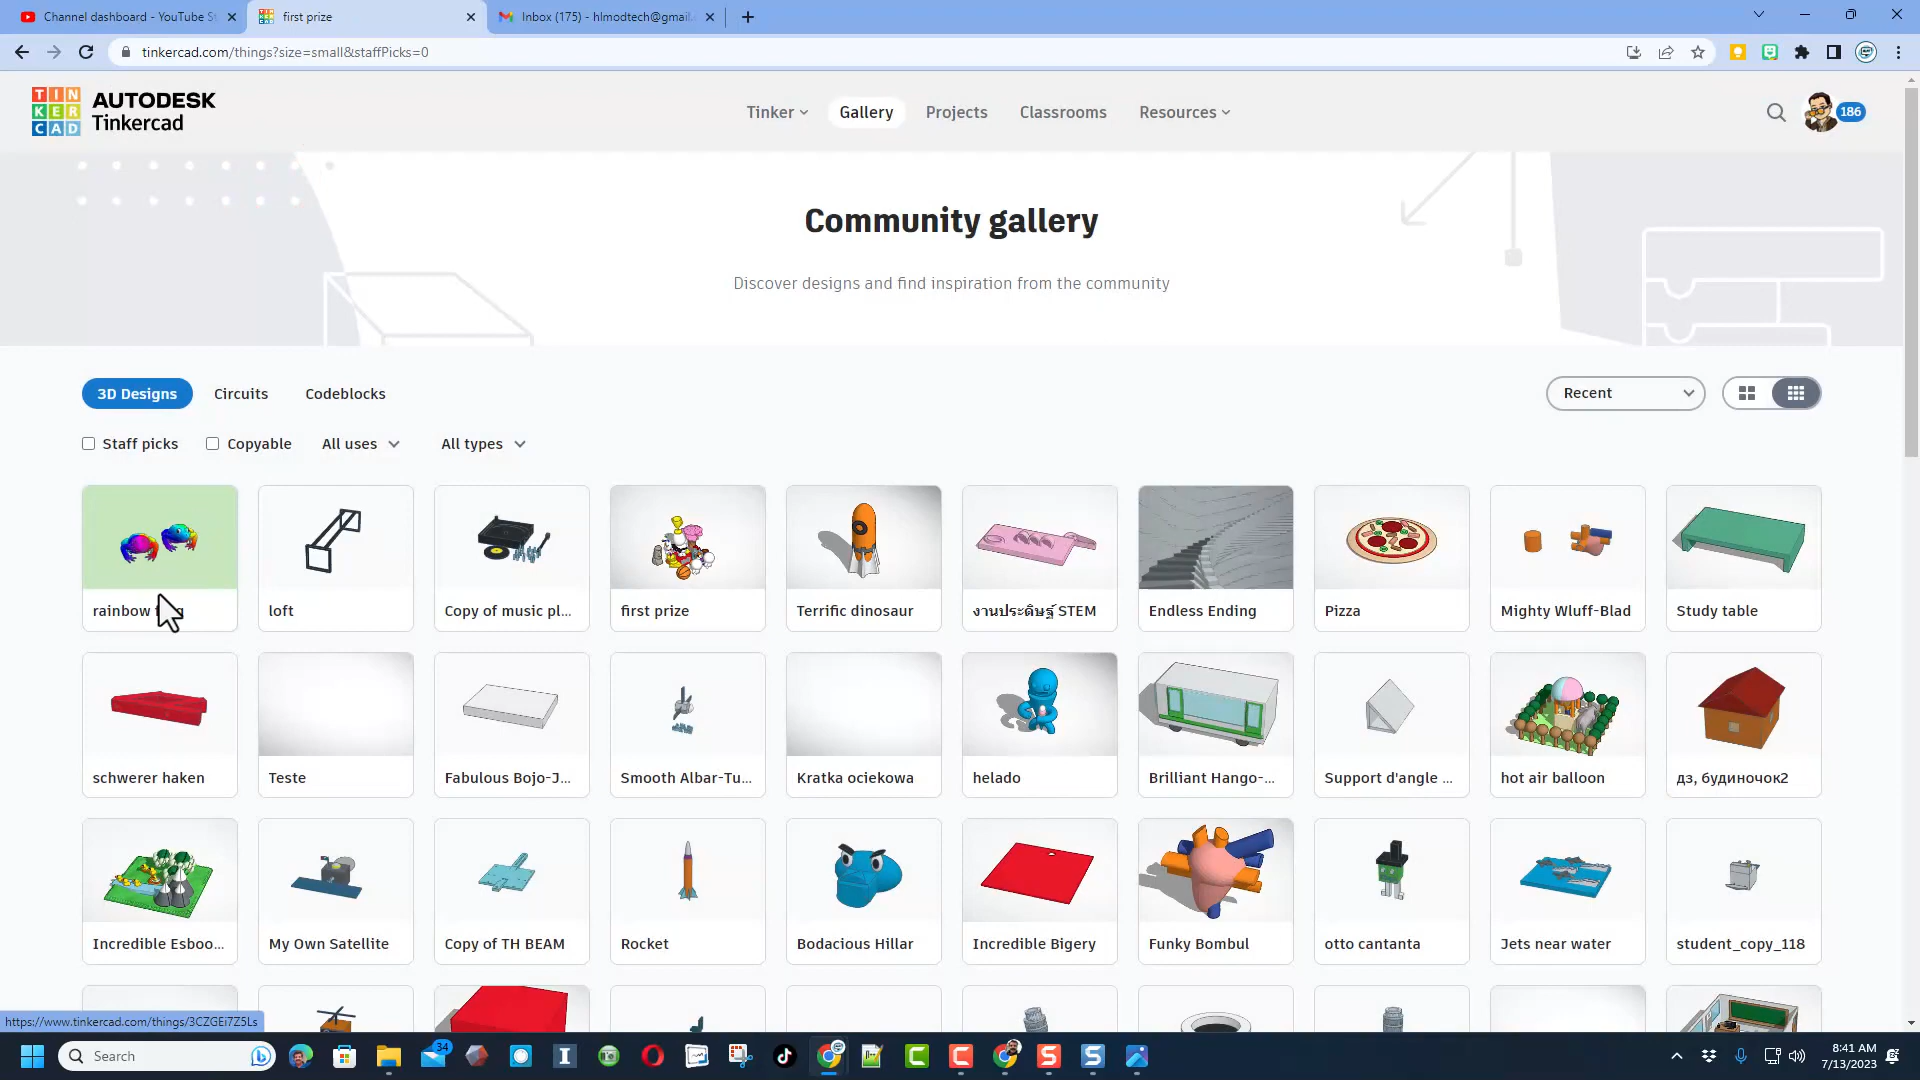 Channel dashboard - YouTube S
first prize
Inbox (175) - hlmodtech@gmail.
tinkercad.com/things?size=small&staffPicks=0
TIN
KER
CAD
AUTODESK
Tinkercad
Tinker
Gallery
Projects
Classrooms
Resources
186
Community gallery
Discover designs and find inspiration from the community
3D Designs
Circuits
Codeblocks
Recent
Staff picks
Copyable
All uses
All types
rainbow
loft
Copy of music pl...
first prize
Terrific dinosaur
งานประดิษฐ์ STEM
Endless Ending
Pizza
Mighty Wluff-Blad
Study table
schwerer haken
Teste
Fabulous Bojo-J...
Smooth Albar-Tu...
Kratka ociekowa
helado
Brilliant Hango-...
Support d'angle ...
hot air balloon
дз, будиночок2
Incredible Esboo...
My Own Satellite
Copy of TH BEAM
Rocket
Bodacious Hillar
Incredible Bigery
Funky Bombul
otto cantanta
Jets near water
student_copy_118
https://www.tinkercad.com/things/3CZGEi7Z5Ls
Search
34
8:41 AM
7/13/2023